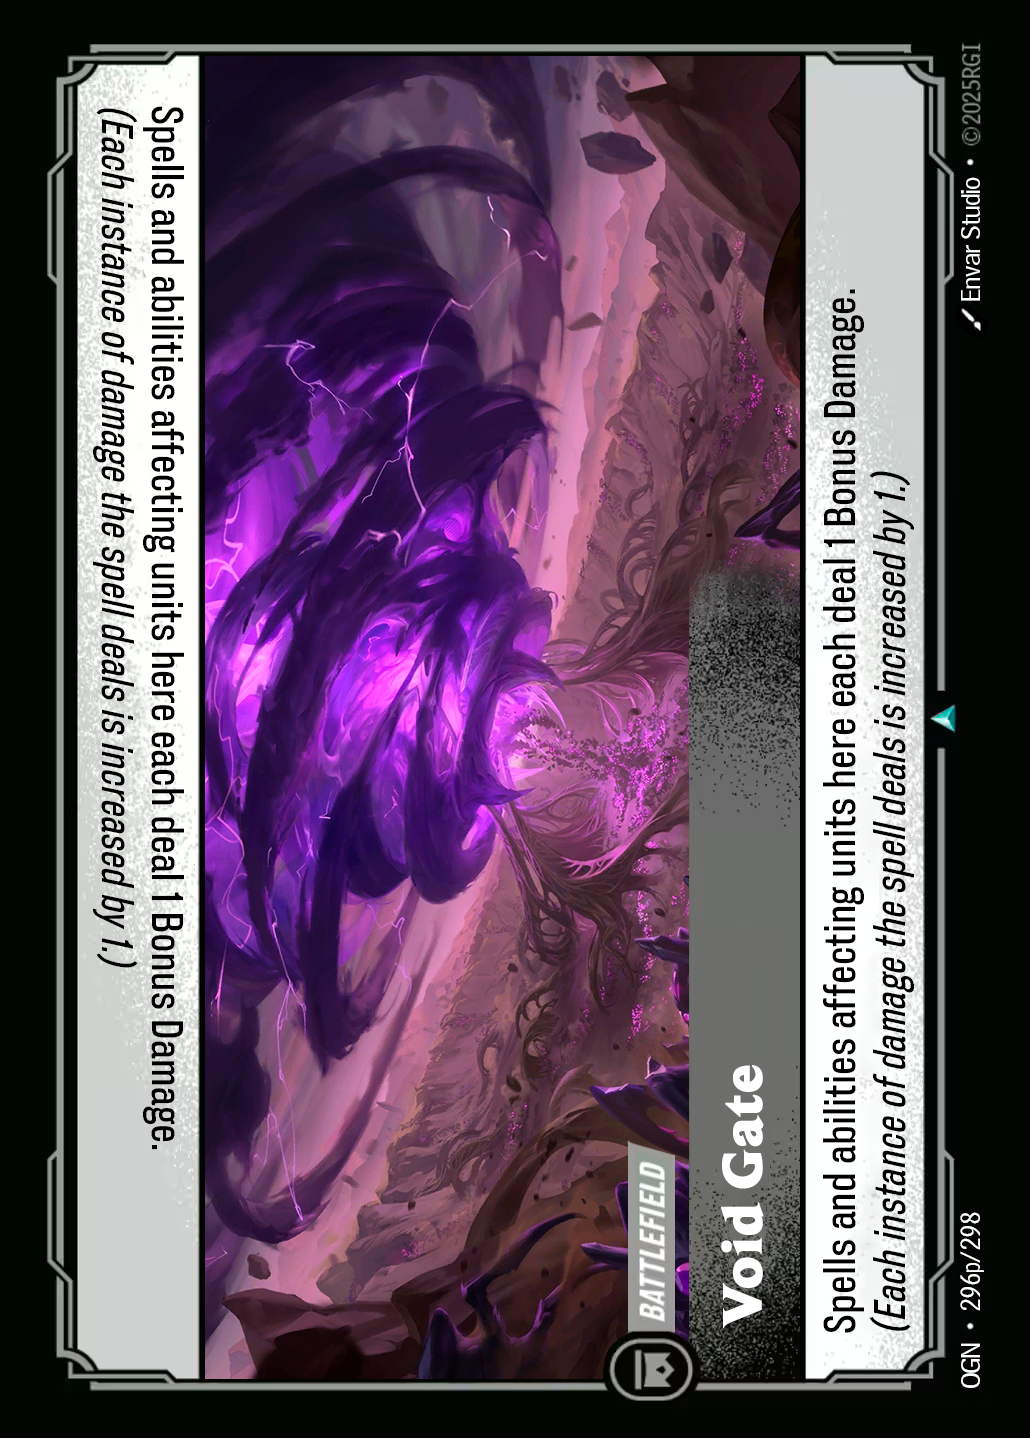 Spells and abilities affecting units here each deal 1 Bonus Damage.
(Each instance of damage the spell deals is increased by 1.)
BATTLEFIELD
Void Gate
Spells and abilities affecting units here each deal 1 Bonus Damage.
(Each instance of damage the spell deals is increased by 1.)
OGN • 296p/298
Envar Studio • ©2025RGI